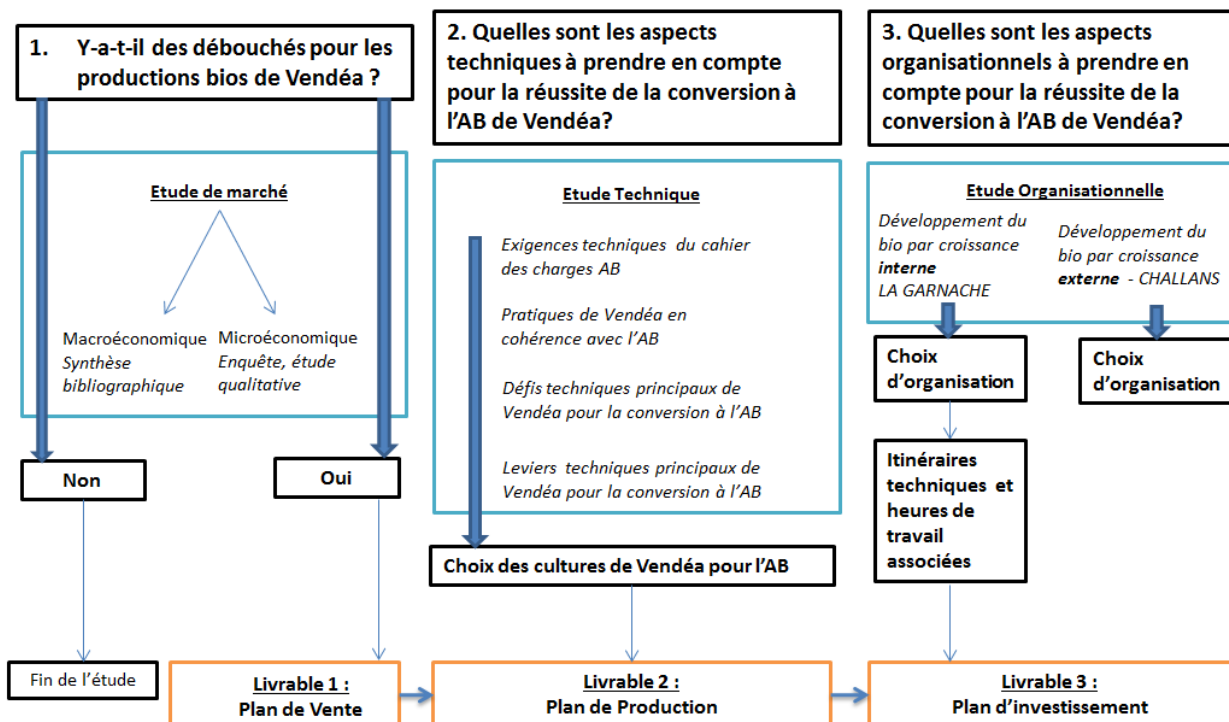 1. Y-a-t-il des débouchés pour les
productions bios de Vendéa ?
Etude de marché
Macroéconomique
Synthèse
bibliographique
Microéconomique
Enquête, étude
qualitative
Non
Oui
Fin de l'étude
Livrable 1 :
Plan de Vente
2. Quelles sont les aspects
techniques à prendre en compte
pour la réussite de la conversion à
l'AB de Vendéa?
Etude Technique
Exigences techniques du cahier
des charges AB
Pratiques de Vendéa en
cohérence avec l'AB
Défis techniques principaux de
Vendéa pour la conversion à l'AB
Leviers techniques principaux de
Vendéa pour la conversion à l'AB
Choix des cultures de Vendéa pour l'AB
Livrable 2 :
Plan de Production
3. Quelles sont les aspects
organisationnels à prendre en
compte pour la réussite de la
conversion à l'AB de Vendéa?
Etude Organisationnelle
Développement du
bio par croissance
interne
LA GARNACHE
Développement du
bio par croissance
externe - CHALLANS
Choix
d'organisation
Choix
d'organisation
Itinéraires
techniques et
heures de
travail
associées
Livrable 3 :
Plan d'investissement